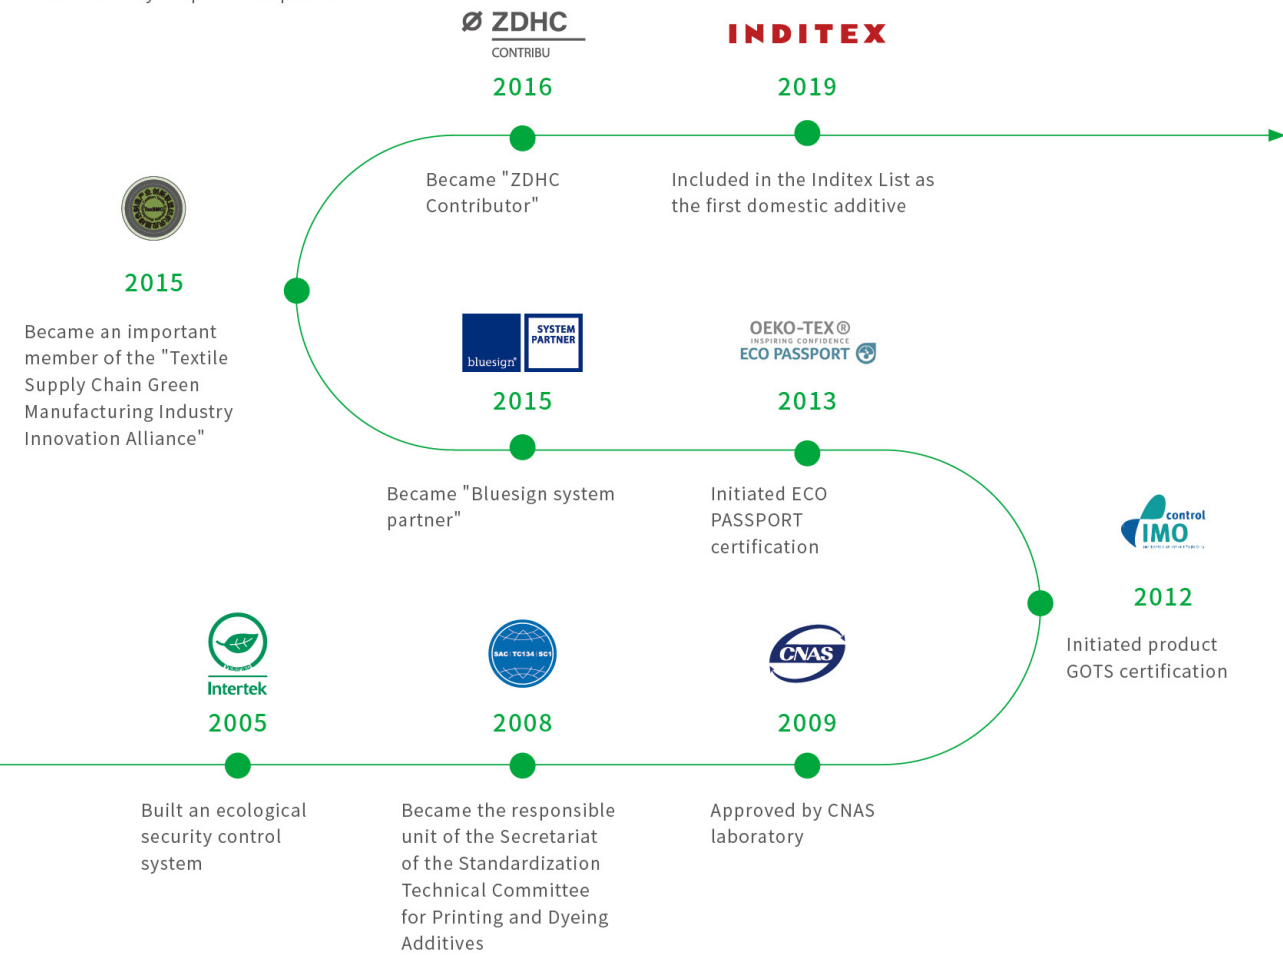 ZDHC
CONTRIBU
INDITEX
2016
2019
Became "ZDHC
Contributor"
Included in the Inditex List as
the first domestic additive
2015
Became an important
member of the "Textile
Supply Chain Green
Manufacturing Industry
Innovation Alliance"
bluesign®
SYSTEM
PARTNER
2015
Became "Bluesign system
partner"
OEKO-TEX®
INSPIRING CONFIDENCE
ECO PASSPORT
2013
Initiated ECO
PASSPORT
certification
control
IMO
2012
Initiated product
GOTS certification
VERIFIED
Intertek
2005
Built an ecological
security control
system
SAC TC134 SC1
2008
Became the responsible
unit of the Secretariat
of the Standardization
Technical Committee
for Printing and Dyeing
Additives
CNAS
2009
Approved by CNAS
laboratory